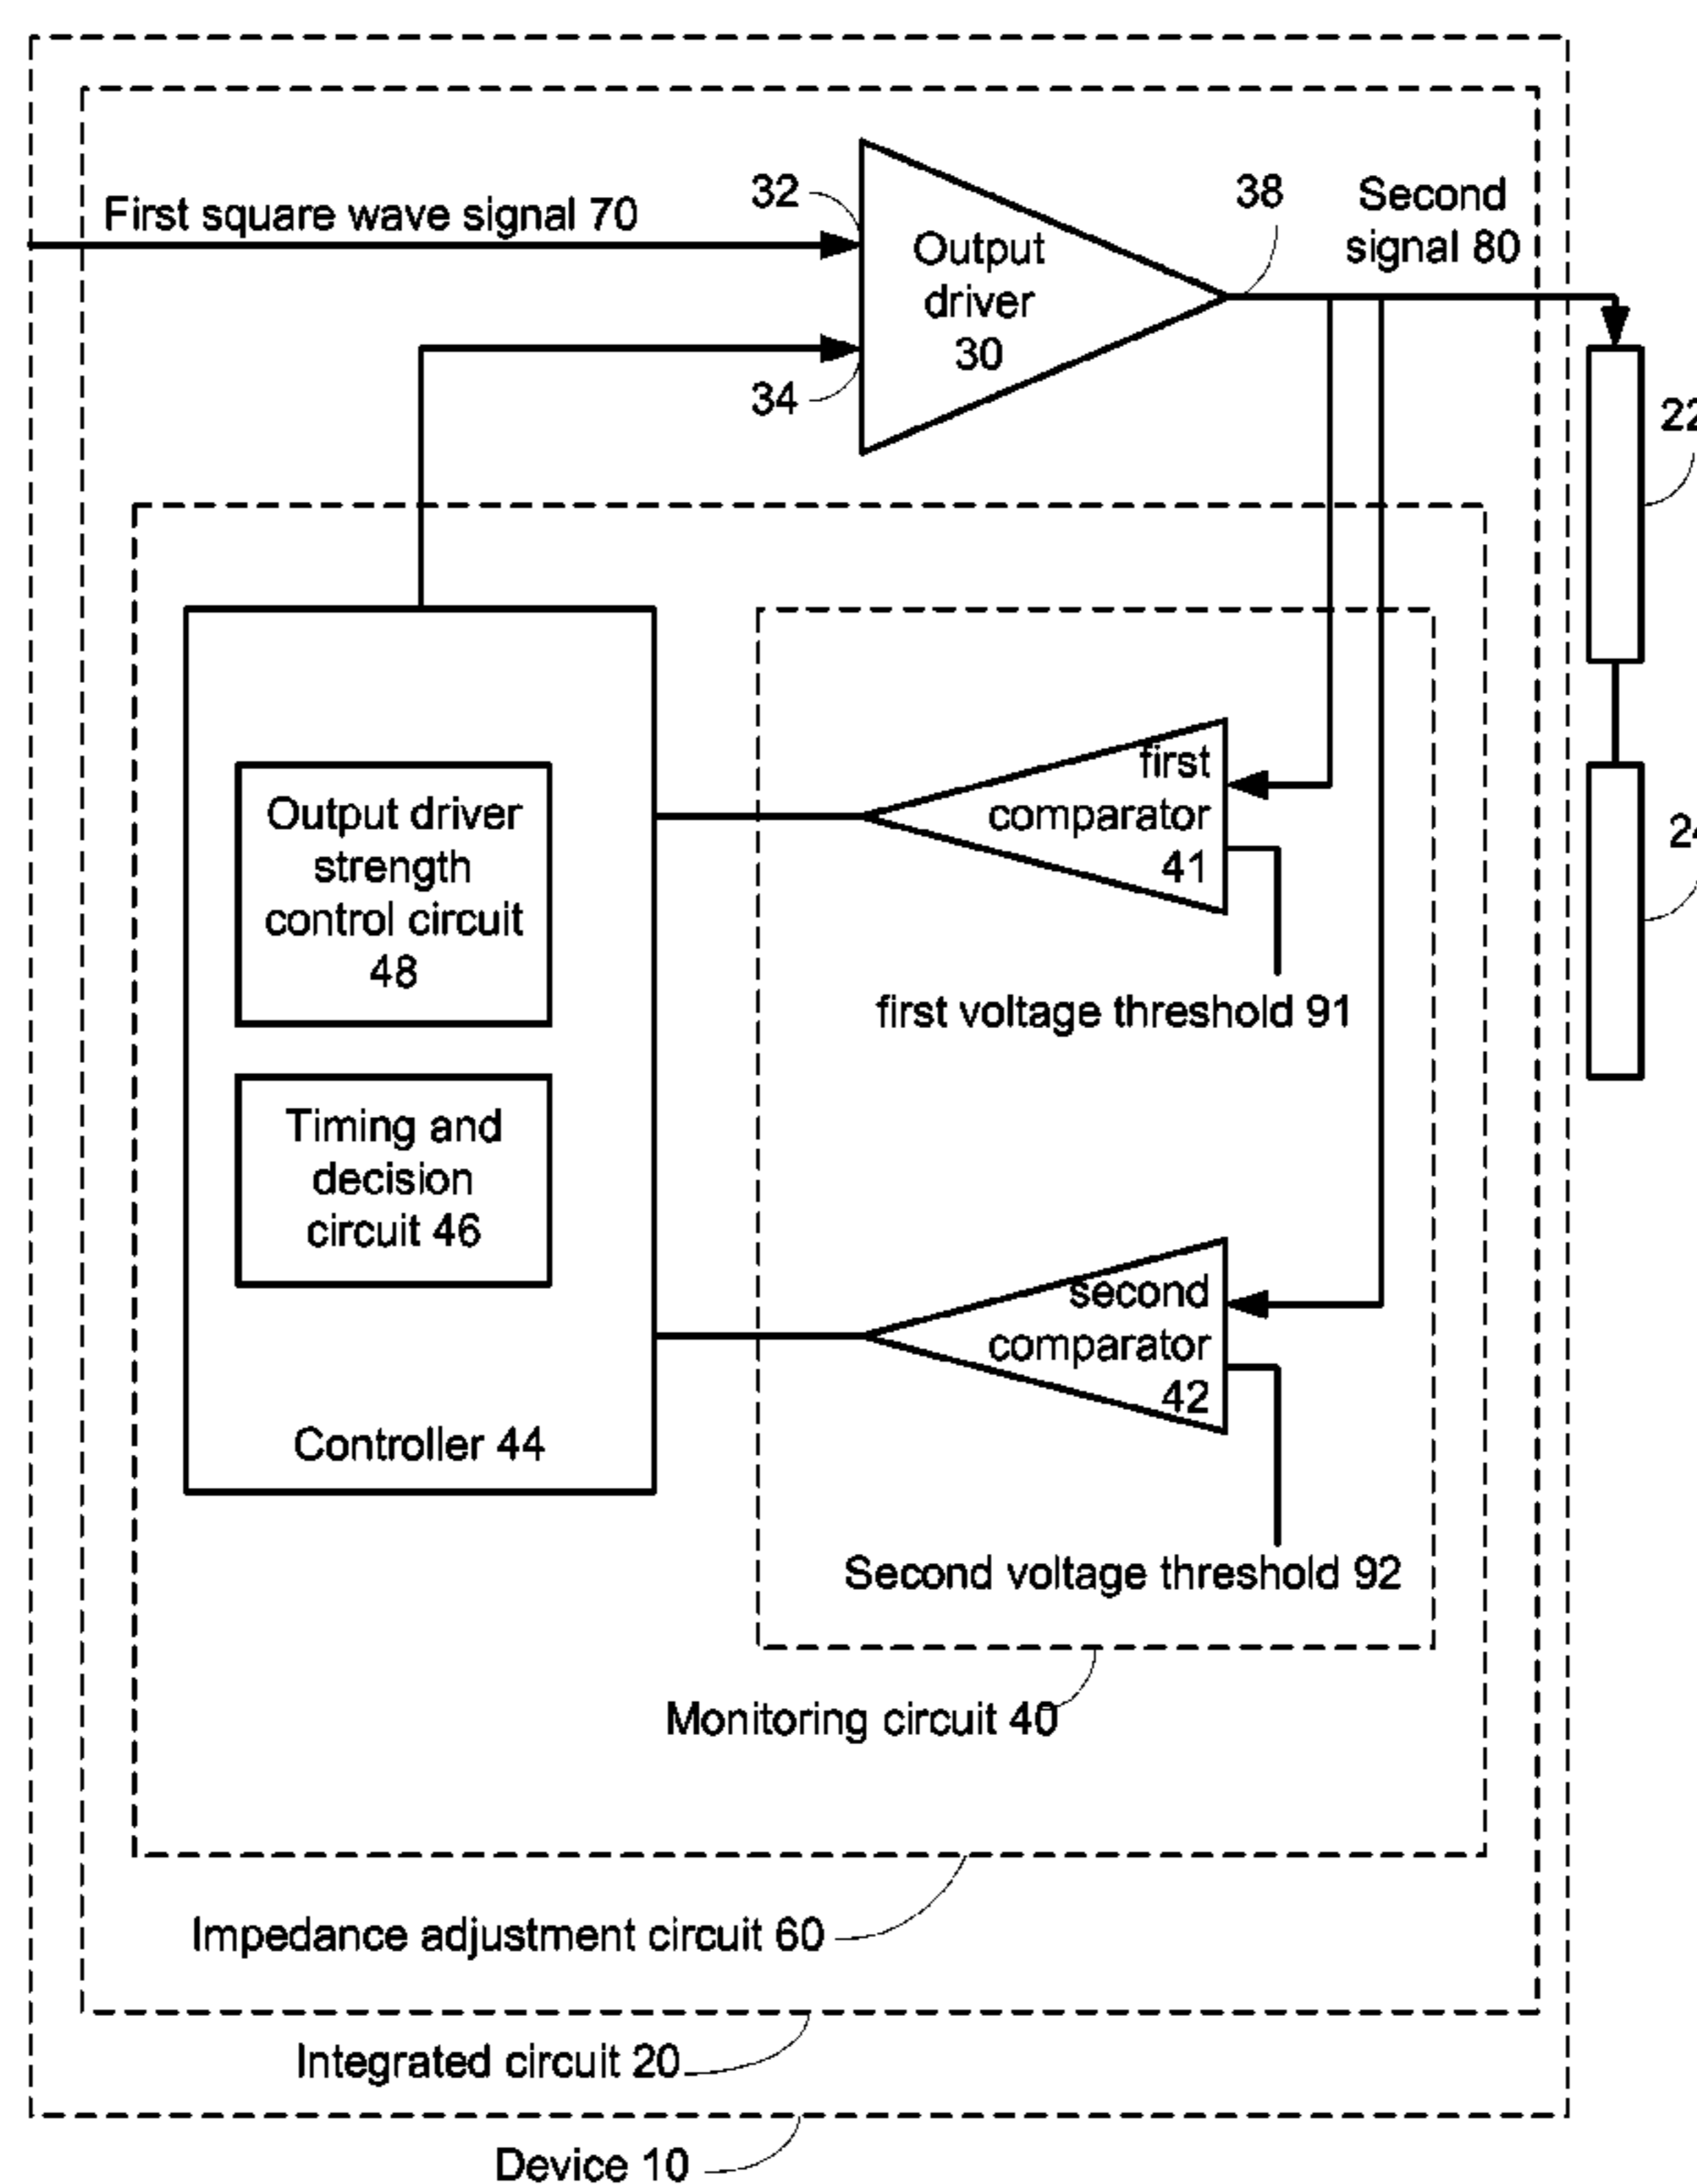 First square wave signal 70
32
34
Output
driver
30
38
Second
signal 80
22
first
comparator
41
first voltage threshold 91
Output driver
strength
control circuit
48
Timing and
decision
circuit 46
Controller 44
second
comparator
42
Second voltage threshold 92
Monitoring circuit 40
Impedance adjustment circuit 60
Integrated circuit 20
Device 10
24